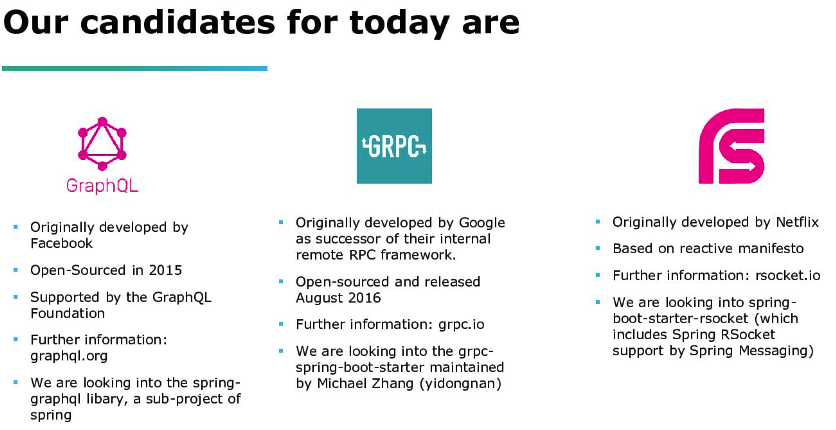 Our candidates for today are
GraphQL
▪ Originally developed by
Facebook
▪ Open-Sourced in 2015
▪ Supported by the GraphQL
Foundation
▪ Further information:
graphql.org
▪ We are looking into the spring-
graphql libary, a sub-project of
spring
GRPC
▪ Originally developed by Google
as successor of their internal
remote RPC framework.
▪ Open-sourced and released
August 2016
▪ Further information: grpc.io
▪ We are looking into the grpc-
spring-boot-starter maintained
by Michael Zhang (yidongnan)
▪ Originally developed by Netflix
▪ Based on reactive manifesto
▪ Further information: rsocket.io
▪ We are looking into spring-
boot-starter-rsocket (which
includes Spring RSocket
support by Spring Messaging)